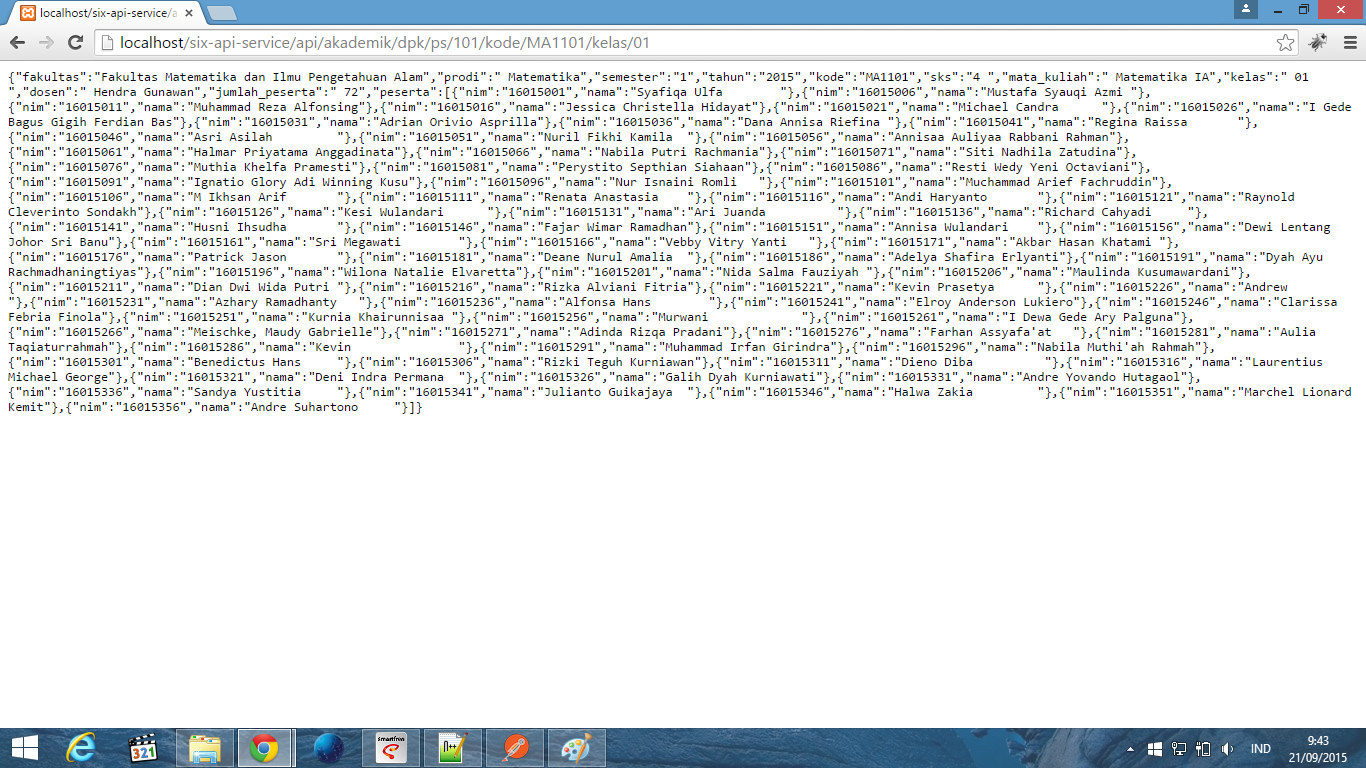 localhost/six-api-service/a
localhost/six-api-service/api/akademik/dpk/ps/101/kode/MA1101/kelas/01
{"fakultas":"Fakultas Matematika dan Ilmu Pengetahuan Alam","prodi":" Matematika","semester":"1","tahun":"2015","kode":"MA1101","sks":"4 ","mata_kuliah":" Matematika IA","kelas":" 01
","dosen":" Hendra Gunawan","jumlah_peserta":" 72","peserta":[{"nim":"16015001","nama":"Syafiqa Ulfa        "},{"nim":"16015006","nama":"Mustafa Syauqi Azmi "},
{"nim":"16015011","nama":"Muhammad Reza Alfonsing"},{"nim":"16015016","nama":"Jessica Christella Hidayat"},{"nim":"16015021","nama":"Michael Candra      "},{"nim":"16015026","nama":"I Gede
Bagus Gigih Ferdian Bas"},{"nim":"16015031","nama":"Adrian Orivio Asprilla"},{"nim":"16015036","nama":"Dana Annisa Riefina "},{"nim":"16015041","nama":"Regina Raissa       "},
{"nim":"16015046","nama":"Asri Asilah         "},{"nim":"16015051","nama":"Nuril Fikhi Kamila  "},{"nim":"16015056","nama":"Annisaa Auliyaa Rabbani Rahman"},
{"nim":"16015061","nama":"Halmar Priyatama Anggadinata"},{"nim":"16015066","nama":"Nabila Putri Rachmania"},{"nim":"16015071","nama":"Siti Nadhila Zatudina"},
{"nim":"16015076","nama":"Muthia Khelfa Pramesti"},{"nim":"16015081","nama":"Perystito Septhian Siahaan"},{"nim":"16015086","nama":"Resti Wedy Yeni Octaviani"},
{"nim":"16015091","nama":"Ignatio Glory Adi Winning Kusu"},{"nim":"16015096","nama":"Nur Isnaini Romli   "},{"nim":"16015101","nama":"Muchammad Arief Fachruddin"},
{"nim":"16015106","nama":"M Ikhsan Arif       "},{"nim":"16015111","nama":"Renata Anastasia    "},{"nim":"16015116","nama":"Andi Haryanto       "},{"nim":"16015121","nama":"Raynold
Cleverinto Sondakh"},{"nim":"16015126","nama":"Kesi Wulandari      "},{"nim":"16015131","nama":"Ari Juanda          "},{"nim":"16015136","nama":"Richard Cahyadi     "},
{"nim":"16015141","nama":"Husni Ihsudha       "},{"nim":"16015146","nama":"Fajar Wimar Ramadhan"},{"nim":"16015151","nama":"Annisa Wulandari    "},{"nim":"16015156","nama":"Dewi Lentang
Johor Sri Banu"},{"nim":"16015161","nama":"Sri Megawati        "},{"nim":"16015166","nama":"Vebby Vitry Yanti   "},{"nim":"16015171","nama":"Akbar Hasan Khatami "},
{"nim":"16015176","nama":"Patrick Jason       "},{"nim":"16015181","nama":"Deane Nurul Amalia  "},{"nim":"16015186","nama":"Adelya Shafira Erlyanti"},{"nim":"16015191","nama":"Dyah Ayu
Rachmadhaningtiyas"},{"nim":"16015196","nama":"Wilona Natalie Elvaretta"},{"nim":"16015201","nama":"Nida Salma Fauziyah "},{"nim":"16015206","nama":"Maulinda Kusumawardani"},
{"nim":"16015211","nama":"Dian Dwi Wida Putri "},{"nim":"16015216","nama":"Rizka Alviani Fitria"},{"nim":"16015221","nama":"Kevin Prasetya      "},{"nim":"16015226","nama":"Andrew
"},{"nim":"16015231","nama":"Azhary Ramadhanty   "},{"nim":"16015236","nama":"Alfonsa Hans        "},{"nim":"16015241","nama":"Elroy Anderson Lukiero"},{"nim":"16015246","nama":"Clarissa
Febria Finola"},{"nim":"16015251","nama":"Kurnia Khairunnisaa "},{"nim":"16015256","nama":"Murwani             "},{"nim":"16015261","nama":"I Dewa Gede Ary Palguna"},
{"nim":"16015266","nama":"Meischke, Maudy Gabrielle"},{"nim":"16015271","nama":"Adinda Rizqa Pradani"},{"nim":"16015276","nama":"Farhan Assyafa'at   "},{"nim":"16015281","nama":"Aulia
Taqiaturrahmah"},{"nim":"16015286","nama":"Kevin               "},{"nim":"16015291","nama":"Muhammad Irfan Girindra"},{"nim":"16015296","nama":"Nabila Muthi'ah Rahmah"},
{"nim":"16015301","nama":"Benedictus Hans     "},{"nim":"16015306","nama":"Rizki Teguh Kurniawan"},{"nim":"16015311","nama":"Dieno Diba          "},{"nim":"16015316","nama":"Laurentius
Michael George"},{"nim":"16015321","nama":"Deni Indra Permana  "},{"nim":"16015326","nama":"Galih Dyah Kurniawati"},{"nim":"16015331","nama":"Andre Yovando Hutagaol"},
{"nim":"16015336","nama":"Sandya Yustitia     "},{"nim":"16015341","nama":"Julianto Guikajaya  "},{"nim":"16015346","nama":"Halwa Zakia         "},{"nim":"16015351","nama":"Marchel Lionard
Kemit"},{"nim":"16015356","nama":"Andre Suhartono     "}]}
321
smartfren
N++
IND
9:43
21/09/2015